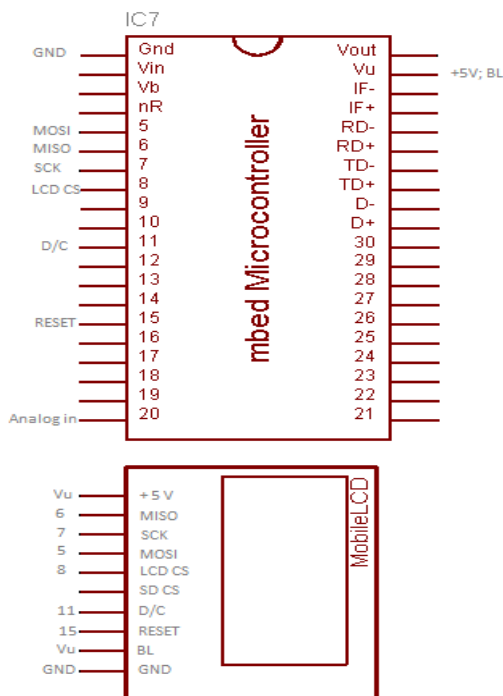 IC7
GND Gnd Vout
Vin Vu +5V; BL
Vb IF-
nR IF+
MOSI 5 RD-
MISO 6 RD+
SCK 7 TD-
LCD CS 8 TD+
9 D-
10 D+
D/C 11 30
12 29
13 28
14 27
RESET 15 26
16 25
17 24
18 23
19 22
Analog in 20 21
mbed Microcontroller
Vu +5 V
6 MISO
7 SCK
5 MOSI
8 LCD CS
SD CS
11 D/C
15 RESET
Vu BL
GND GND
MobileLCD